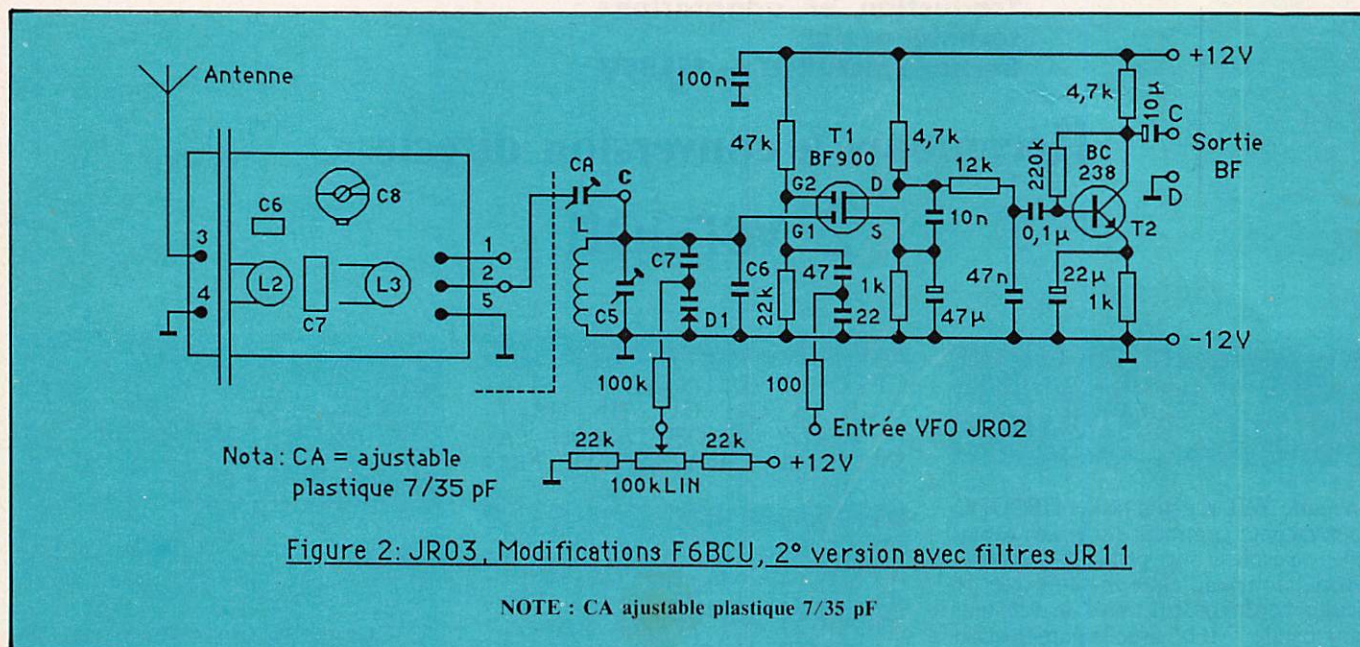 Antenne
3
4
C6
C8
L2
C7
L3
1
2
5
CA
C
L
C5
C7
D1
C6
100n
47k
G2
G1
T1
BF900
D
S
4,7k
12k
10n
22k
47
22
1k
47µ
47n
0,1µ
220k
BC
238
T2
22µ
1k
4,7k
10µ
C
D
+12V
Sortie
BF
-12V
100k
100
Entrée VFO JR02
22k
22k
+12V
100kLIN
Nota: CA = ajustable
plastique 7/35 pF
Figure 2: JR03, Modifications F6BCU, 2° version avec filtres JR11
NOTE : CA ajustable plastique 7/35 pF